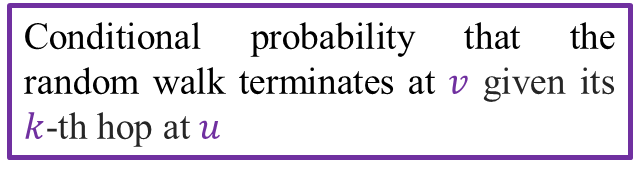 Conditional probability that the
random walk terminates at v given its
k-th hop at u